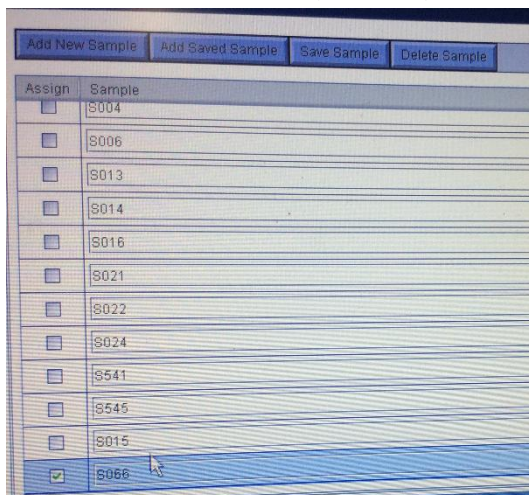 Add New Sample Add Saved Sample Save Sample Delete Sample
Assign Sample
S004
S006
S013
S014
S016
S021
S022
S024
S541
S545
S015
S066